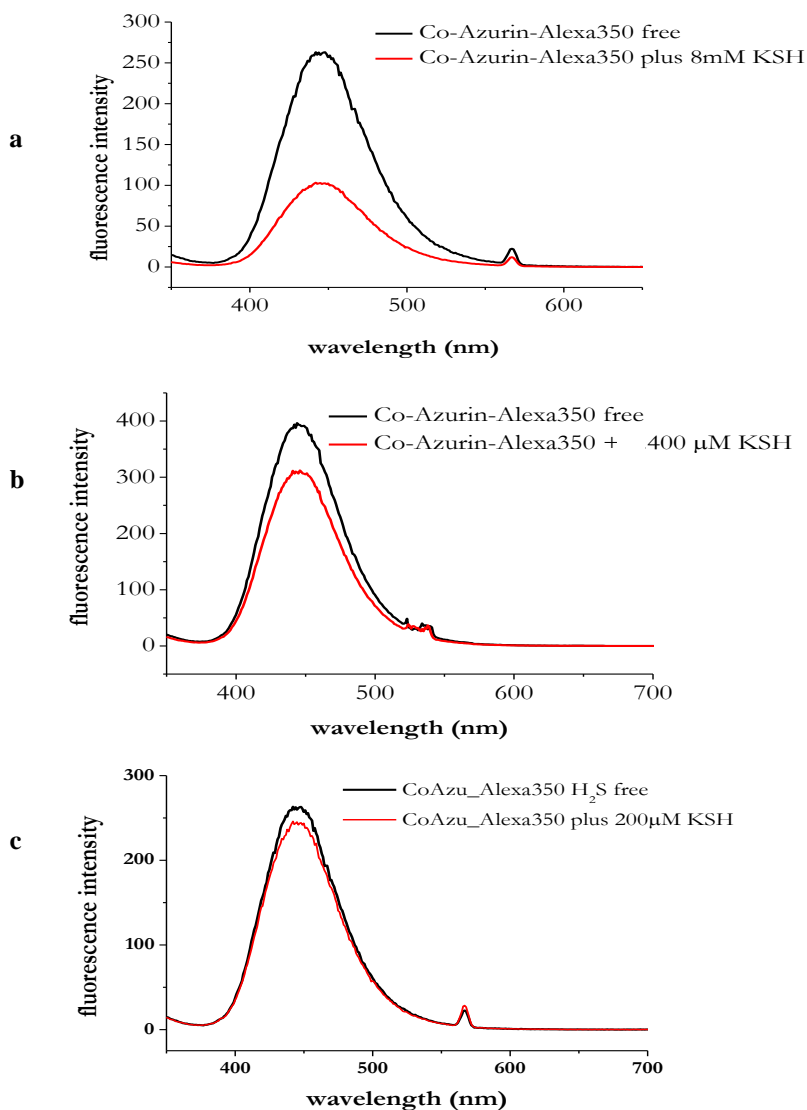 a
fluorescence intensity
300
250
200
150
100
50
0
Co-Azurin-Alexa350 free
Co-Azurin-Alexa350 plus 8mM KSH
400
500
600
wavelength (nm)
b
fluorescence intensity
400
300
200
100
0
Co-Azurin-Alexa350 free
Co-Azurin-Alexa350 + .400 μM KSH
400
500
600
700
wavelength (nm)
c
fluorescence intensity
300
200
100
0
CoAzu_Alexa350 H₂S free
CoAzu_Alexa350 plus 200μM KSH
400
500
600
700
wavelength (nm)